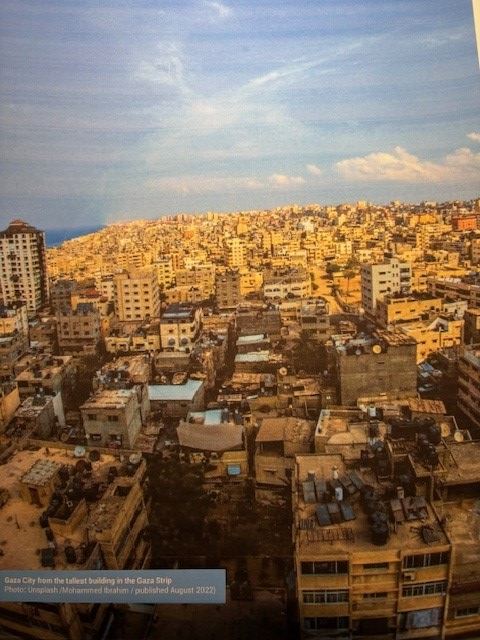 Gaza City from the tallest building in the Gaza Strip
Photo: Unsplash /Mohammed Ibrahim / published August 2022)